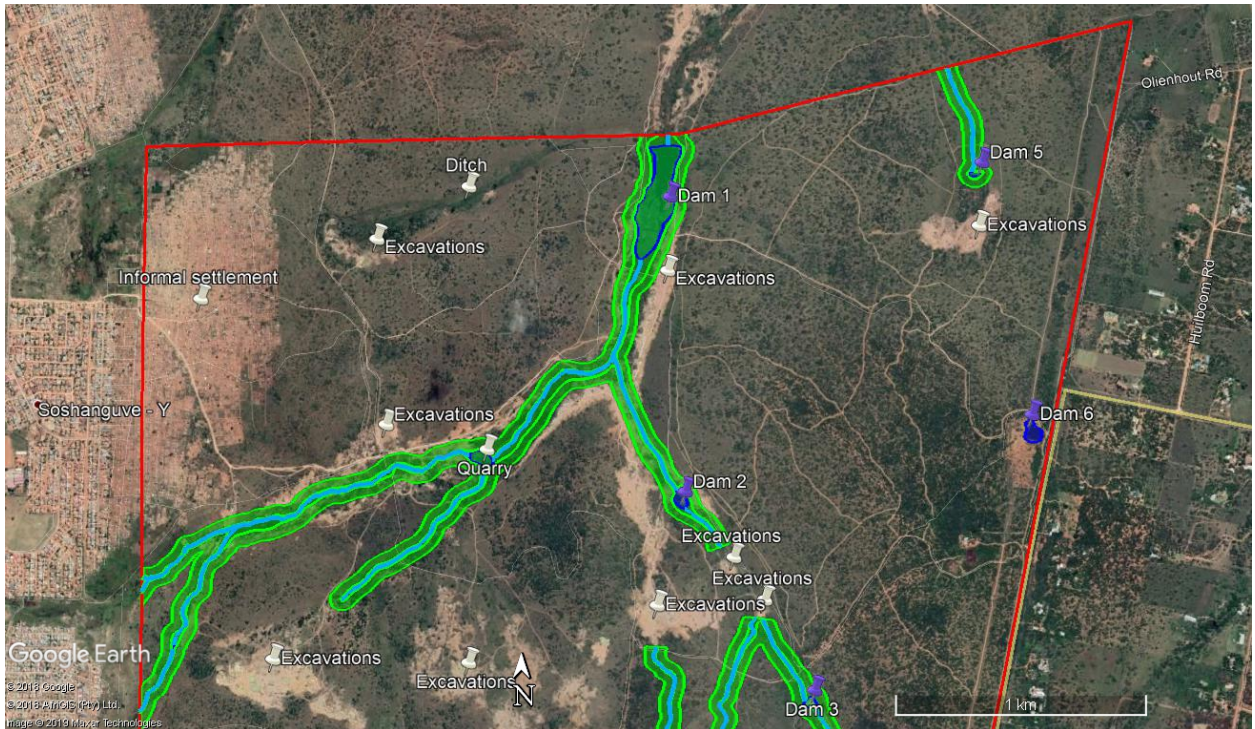 Olienhout Rd
Dam 5
Ditch
Dam 1
Excavations
Excavations
Excavations
Informal settlement
Huilboom Rd
Soshanguve - Y
Excavations
Dam 6
Quarry
Dam 2
Excavations
Excavations
Excavations
Google Earth
Excavations
Excavations
N
Dam 3
1 km
© 2018 Google
© 2018 AfriGIS (Pty) Ltd.
Image © 2019 Maxar Technologies